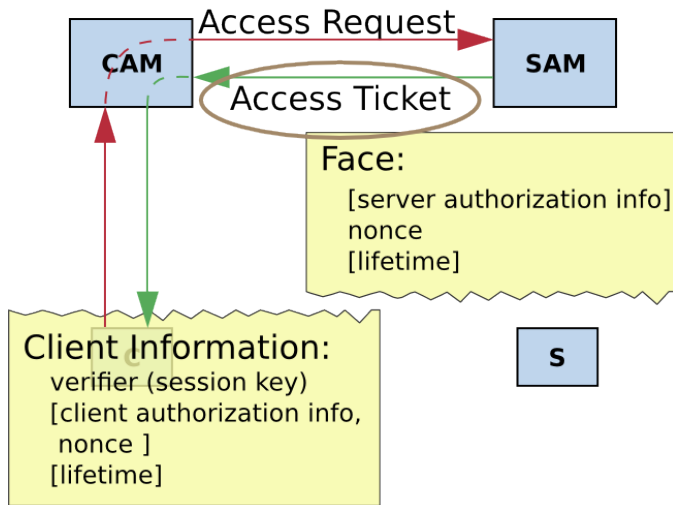 Access Request
CAM
SAM
Access Ticket
Face:
[server authorization info]
nonce
[lifetime]
Client Information:
C
verifier (session key)
[client authorization info,
nonce ]
[lifetime]
S